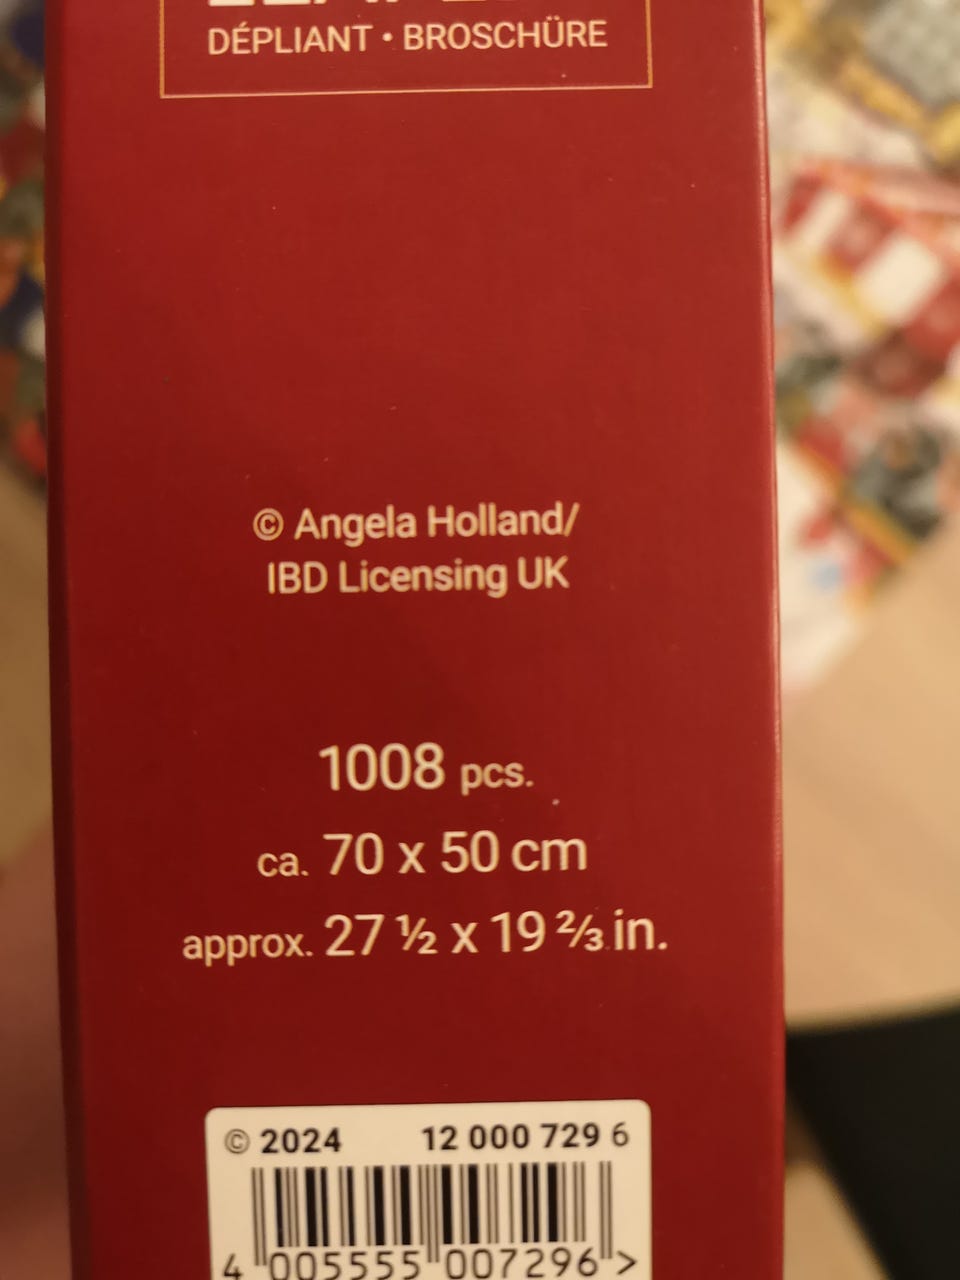 DÉPLIANT • BROSCHÜRE
© Angela Holland/
IBD Licensing UK
1008 pcs.
ca. 70 x 50 cm
approx. 27 ½ x 19 ⅔ in.
© 2024 12 000 729 6
4 005555 007296 >